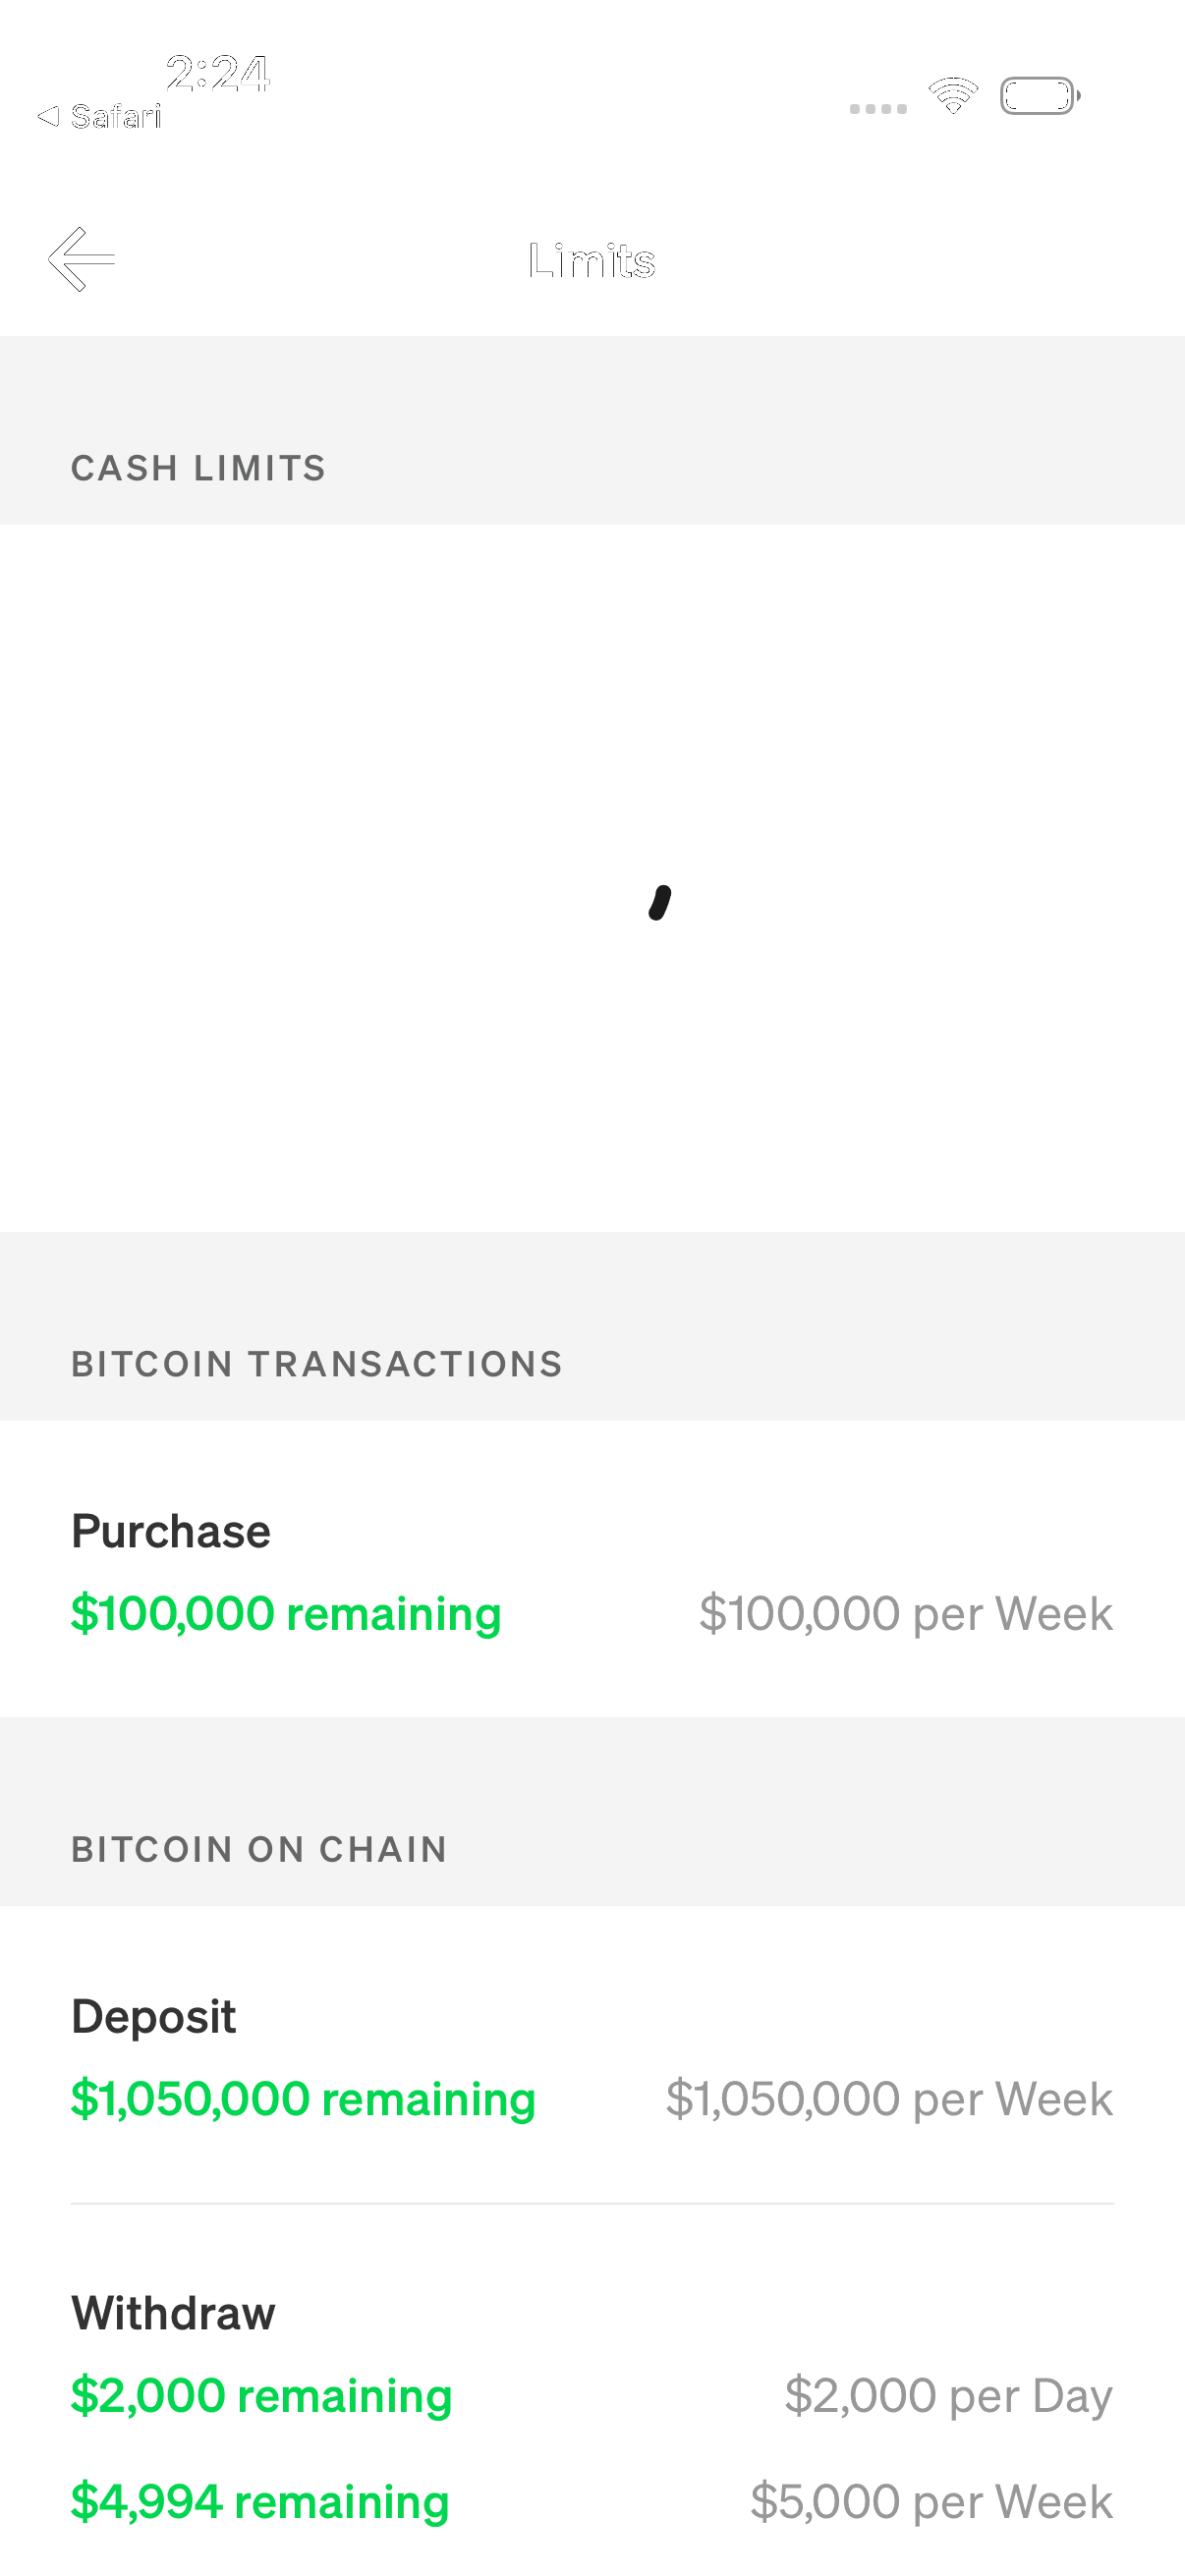 2:24
Safari
Limits
CASH LIMITS
BITCOIN TRANSACTIONS
Purchase
$100,000 remaining $100,000 per Week
BITCOIN ON CHAIN
Deposit
$1,050,000 remaining $1,050,000 per Week
Withdraw
$2,000 remaining $2,000 per Day
$4,994 remaining $5,000 per Week